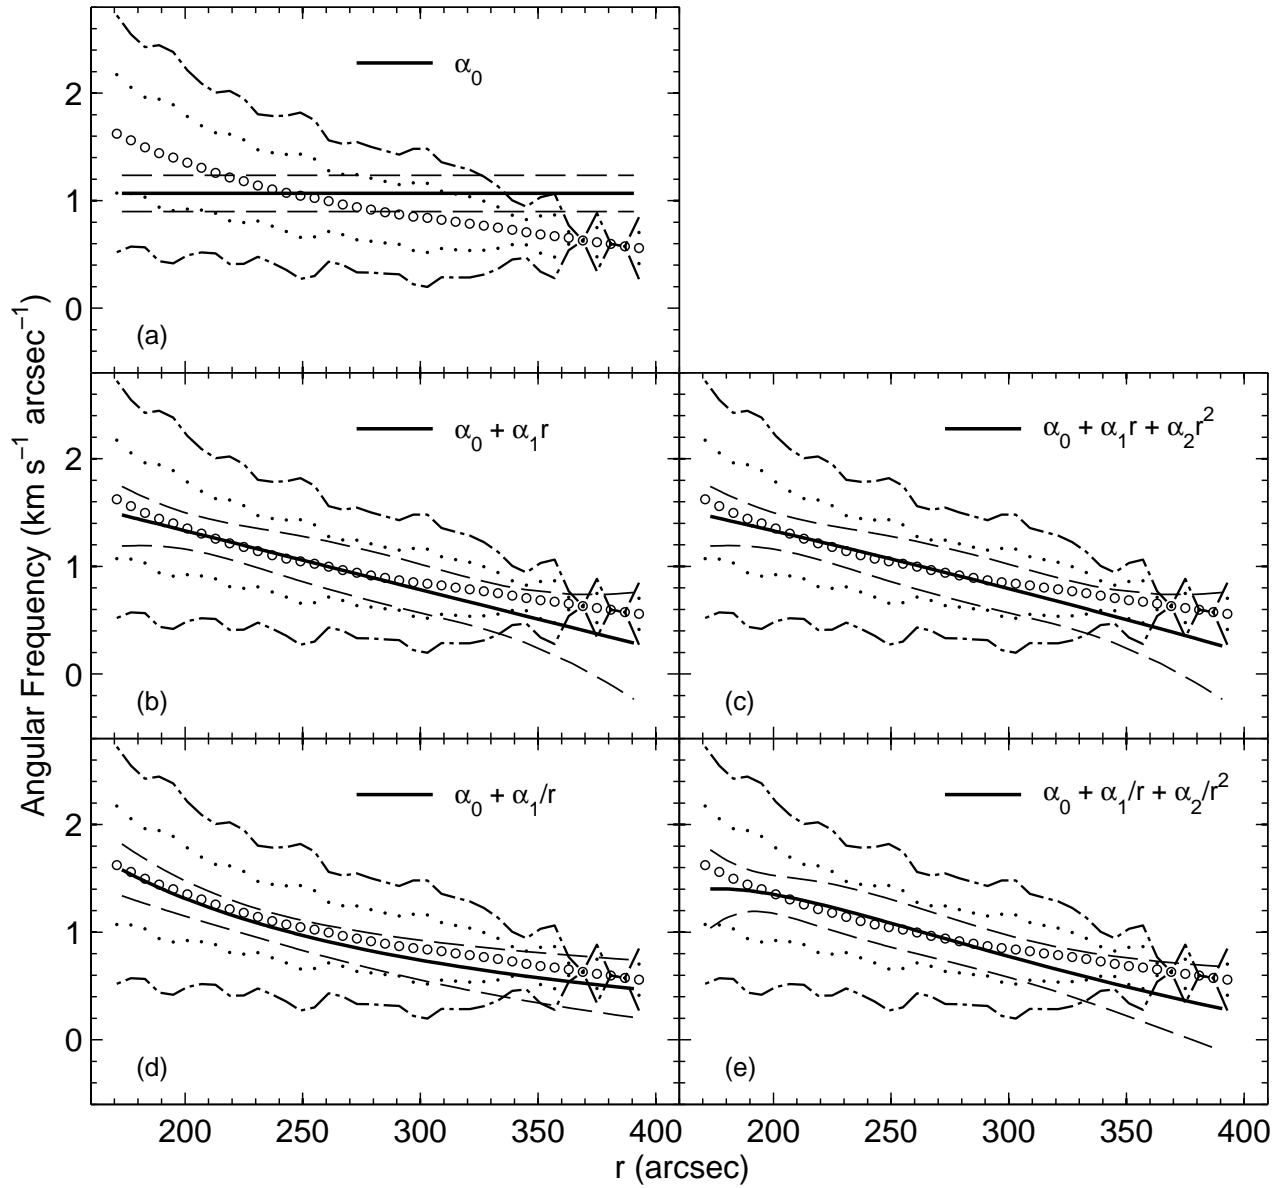 α₀
2
1
0
(a)
Angular Frequency (km s⁻¹ arcsec⁻¹)
α₀ + α₁r
2
1
0
(b)
α₀ + α₁r + α₂r²
(c)
α₀ + α₁/r
2
1
0
(d)
α₀ + α₁/r + α₂/r²
(e)
200 250 300 350 400 200 250 300 350 400
r (arcsec)